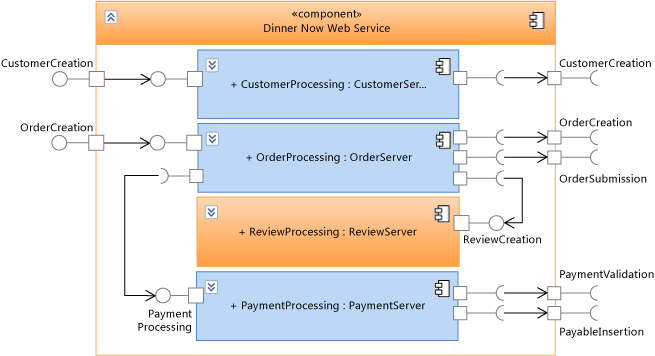 «component»
Dinner Now Web Service
CustomerCreation
CustomerCreation
+ CustomerProcessing : CustomerSer...
OrderCreation
OrderCreation
+ OrderProcessing : OrderServer
OrderSubmission
+ ReviewProcessing : ReviewServer
ReviewCreation
PaymentValidation
+ PaymentProcessing : PaymentServer
Payment
Processing
PayableInsertion